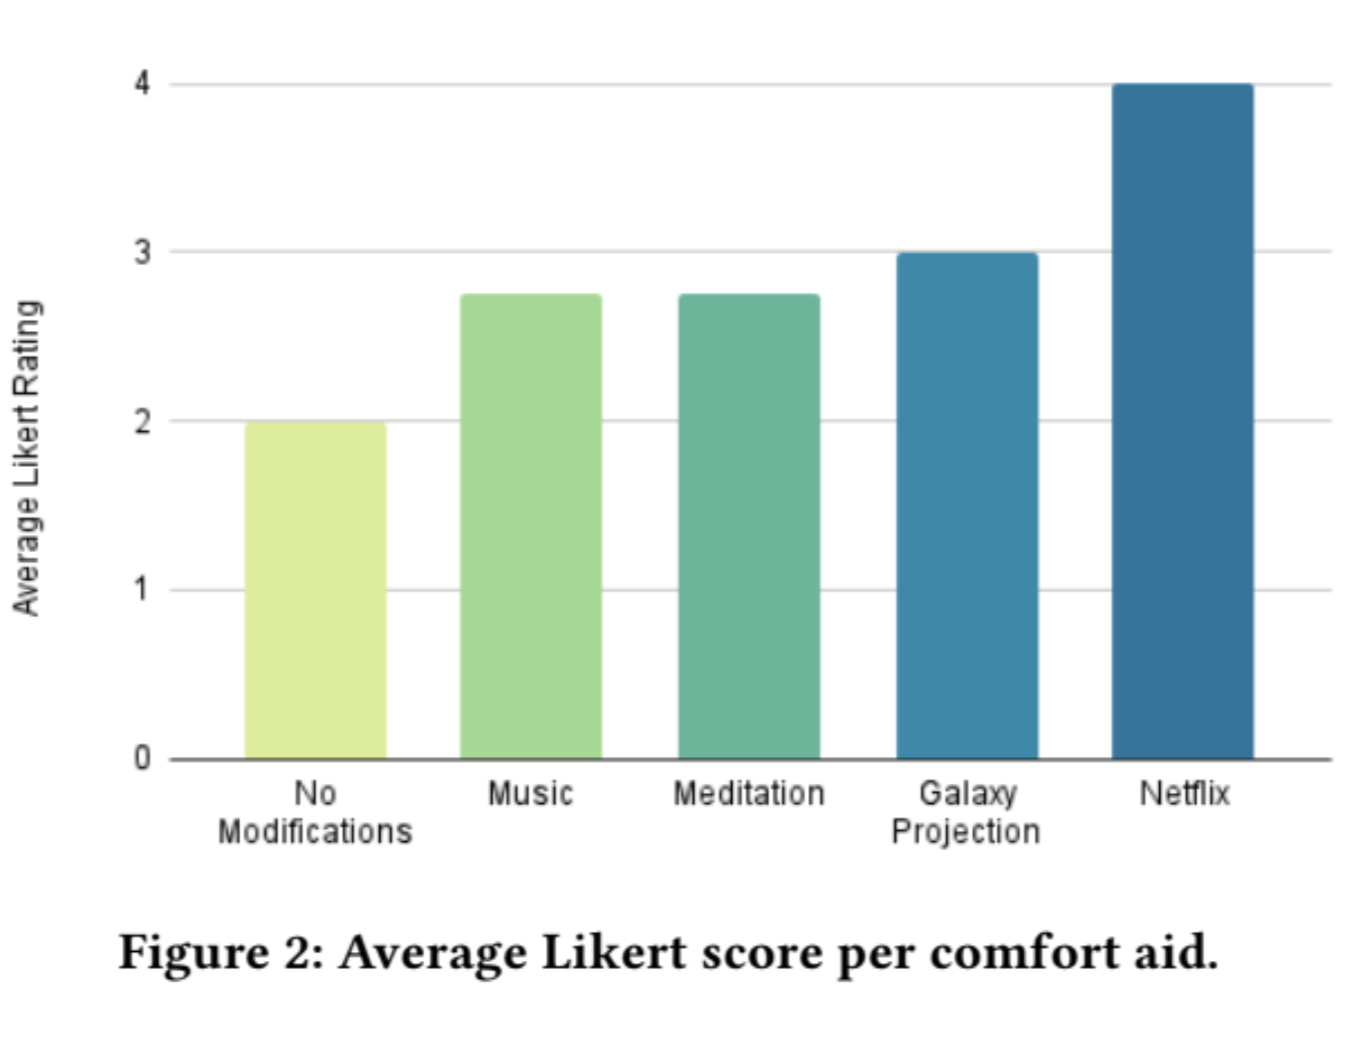 4
3
2
1
0
Average Likert Rating
No
Modifications
Music
Meditation
Galaxy
Projection
Netflix
Figure 2: Average Likert score per comfort aid.